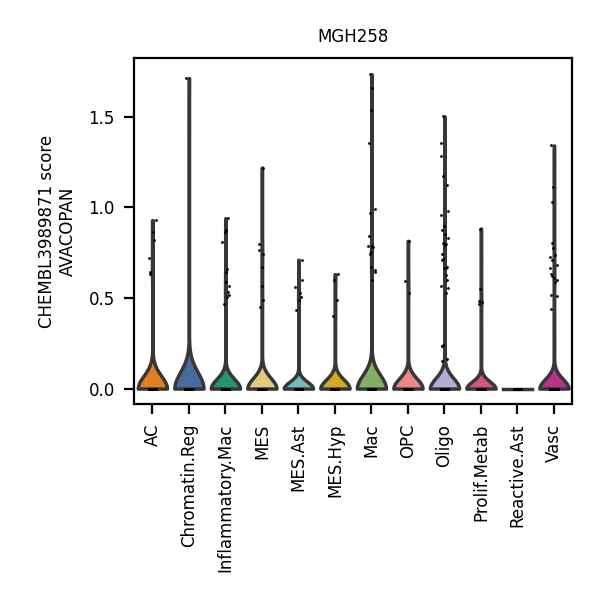 MGH258
CHEMBL3989871 score
AVACOPAN
1.5
1.0
0.5
0.0
AC
Chromatin.Reg
Inflammatory.Mac
MES
MES.Ast
MES.Hyp
Mac
OPC
Oligo
Prolif.Metab
Reactive.Ast
Vasc